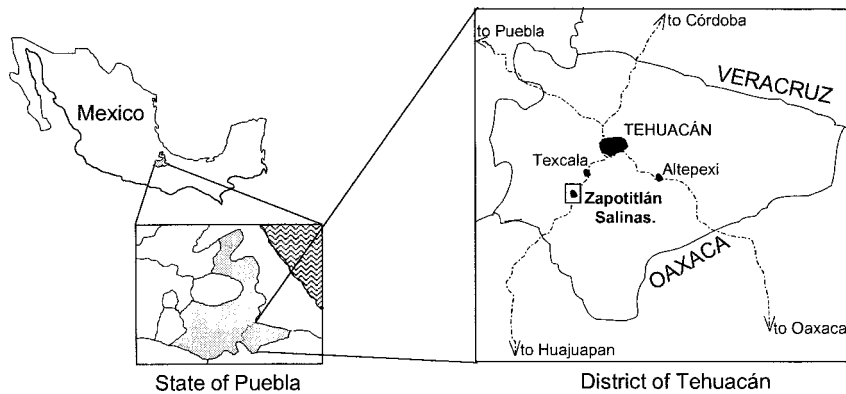 Mexico
State of Puebla
to Puebla
to Córdoba
VERACRUZ
TEHUACÁN
Texcala
Altepexi
Zapotitlán
Salinas.
OAXACA
to Huajuapan
to Oaxaca
District of Tehuacán